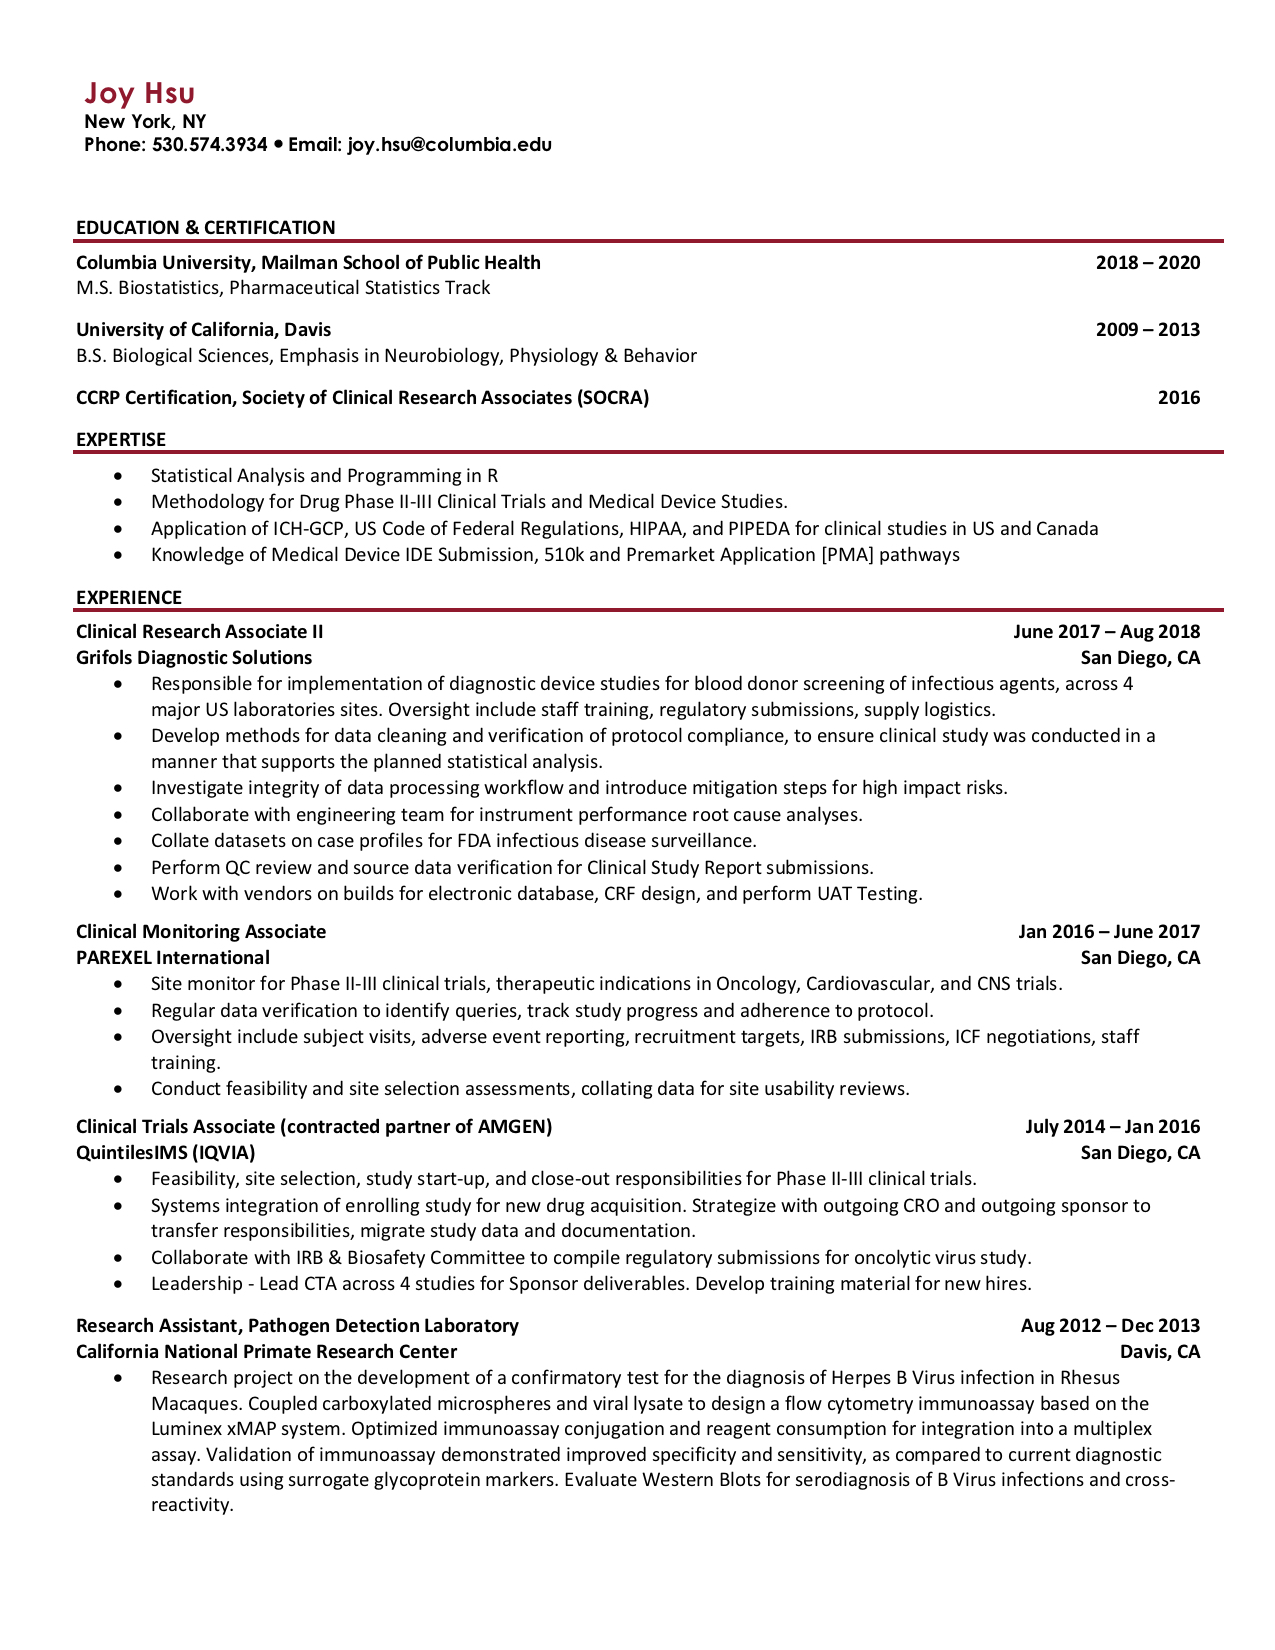 Joy Hsu
New York, NY
Phone: 530.574.3934 • Email: joy.hsu@columbia.edu
EDUCATION & CERTIFICATION
Columbia University, Mailman School of Public Health 2018 – 2020
M.S. Biostatistics, Pharmaceutical Statistics Track
University of California, Davis 2009 – 2013
B.S. Biological Sciences, Emphasis in Neurobiology, Physiology & Behavior
CCRP Certification, Society of Clinical Research Associates (SOCRA) 2016
EXPERTISE
• Statistical Analysis and Programming in R
• Methodology for Drug Phase II-III Clinical Trials and Medical Device Studies.
• Application of ICH-GCP, US Code of Federal Regulations, HIPAA, and PIPEDA for clinical studies in US and Canada
• Knowledge of Medical Device IDE Submission, 510k and Premarket Application [PMA] pathways
EXPERIENCE
Clinical Research Associate II June 2017 – Aug 2018
Grifols Diagnostic Solutions San Diego, CA
• Responsible for implementation of diagnostic device studies for blood donor screening of infectious agents, across 4
major US laboratories sites. Oversight include staff training, regulatory submissions, supply logistics.
• Develop methods for data cleaning and verification of protocol compliance, to ensure clinical study was conducted in a
manner that supports the planned statistical analysis.
• Investigate integrity of data processing workflow and introduce mitigation steps for high impact risks.
• Collaborate with engineering team for instrument performance root cause analyses.
• Collate datasets on case profiles for FDA infectious disease surveillance.
• Perform QC review and source data verification for Clinical Study Report submissions.
• Work with vendors on builds for electronic database, CRF design, and perform UAT Testing.
Clinical Monitoring Associate Jan 2016 – June 2017
PAREXEL International San Diego, CA
• Site monitor for Phase II-III clinical trials, therapeutic indications in Oncology, Cardiovascular, and CNS trials.
• Regular data verification to identify queries, track study progress and adherence to protocol.
• Oversight include subject visits, adverse event reporting, recruitment targets, IRB submissions, ICF negotiations, staff
training.
• Conduct feasibility and site selection assessments, collating data for site usability reviews.
Clinical Trials Associate (contracted partner of AMGEN) July 2014 – Jan 2016
QuintilesIMS (IQVIA) San Diego, CA
• Feasibility, site selection, study start-up, and close-out responsibilities for Phase II-III clinical trials.
• Systems integration of enrolling study for new drug acquisition. Strategize with outgoing CRO and outgoing sponsor to
transfer responsibilities, migrate study data and documentation.
• Collaborate with IRB & Biosafety Committee to compile regulatory submissions for oncolytic virus study.
• Leadership - Lead CTA across 4 studies for Sponsor deliverables. Develop training material for new hires.
Research Assistant, Pathogen Detection Laboratory Aug 2012 – Dec 2013
California National Primate Research Center Davis, CA
• Research project on the development of a confirmatory test for the diagnosis of Herpes B Virus infection in Rhesus
Macaques. Coupled carboxylated microspheres and viral lysate to design a flow cytometry immunoassay based on the
Luminex xMAP system. Optimized immunoassay conjugation and reagent consumption for integration into a multiplex
assay. Validation of immunoassay demonstrated improved specificity and sensitivity, as compared to current diagnostic
standards using surrogate glycoprotein markers. Evaluate Western Blots for serodiagnosis of B Virus infections and cross-
reactivity.